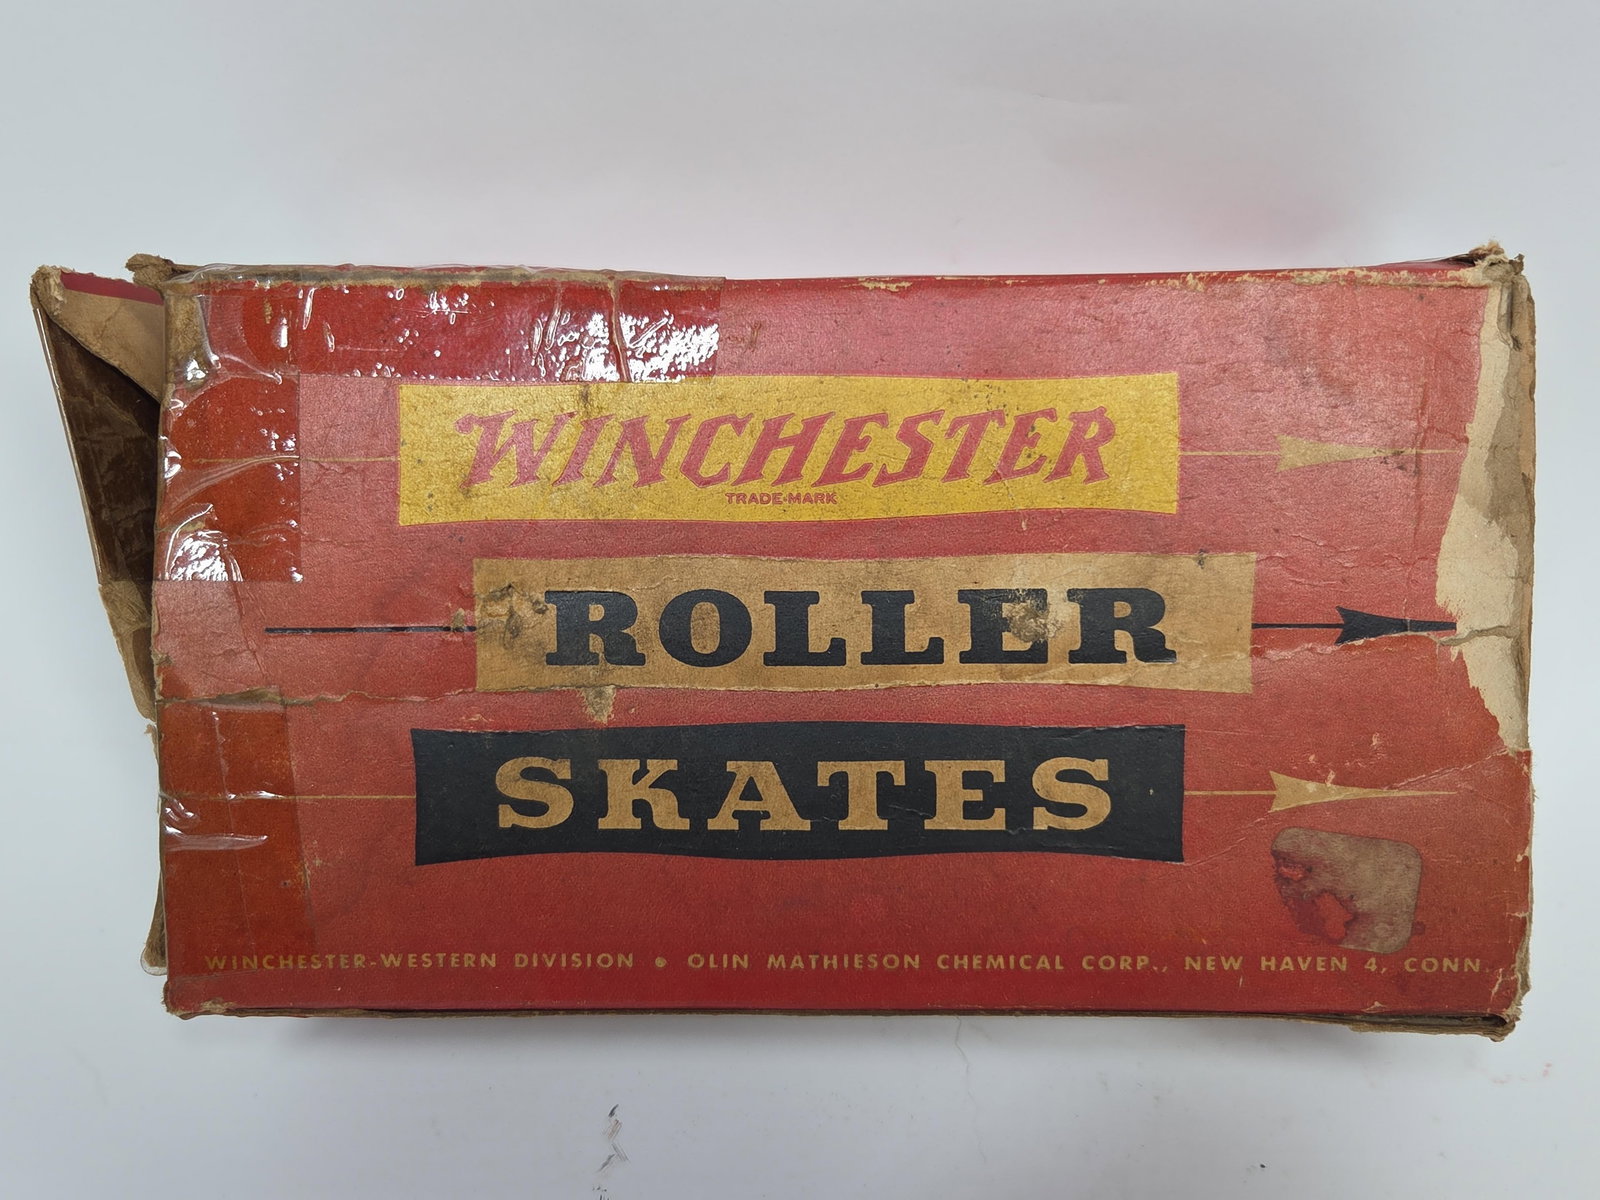 WINCHESTER
TRADE-MARK
ROLLER
SKATES
WINCHESTER-WESTERN DIVISION • OLIN MATHIESON CHEMICAL CORP., NEW HAVEN 4, CONN.